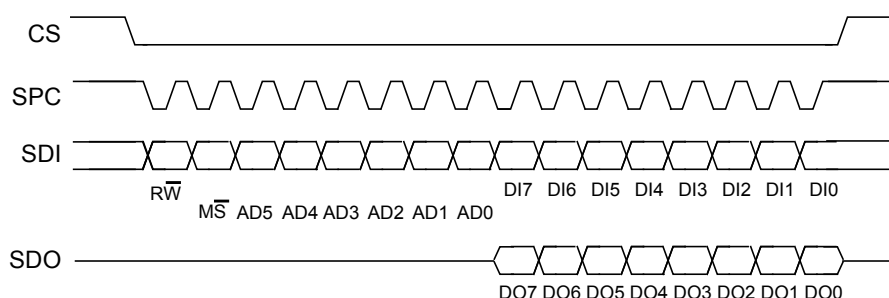 CS
SPC
SDI
RW̅
DI7 DI6 DI5 DI4 DI3 DI2 DI1 DI0
MS̅ AD5 AD4 AD3 AD2 AD1 AD0
SDO
DO7 DO6 DO5 DO4 DO3 DO2 DO1 DO0